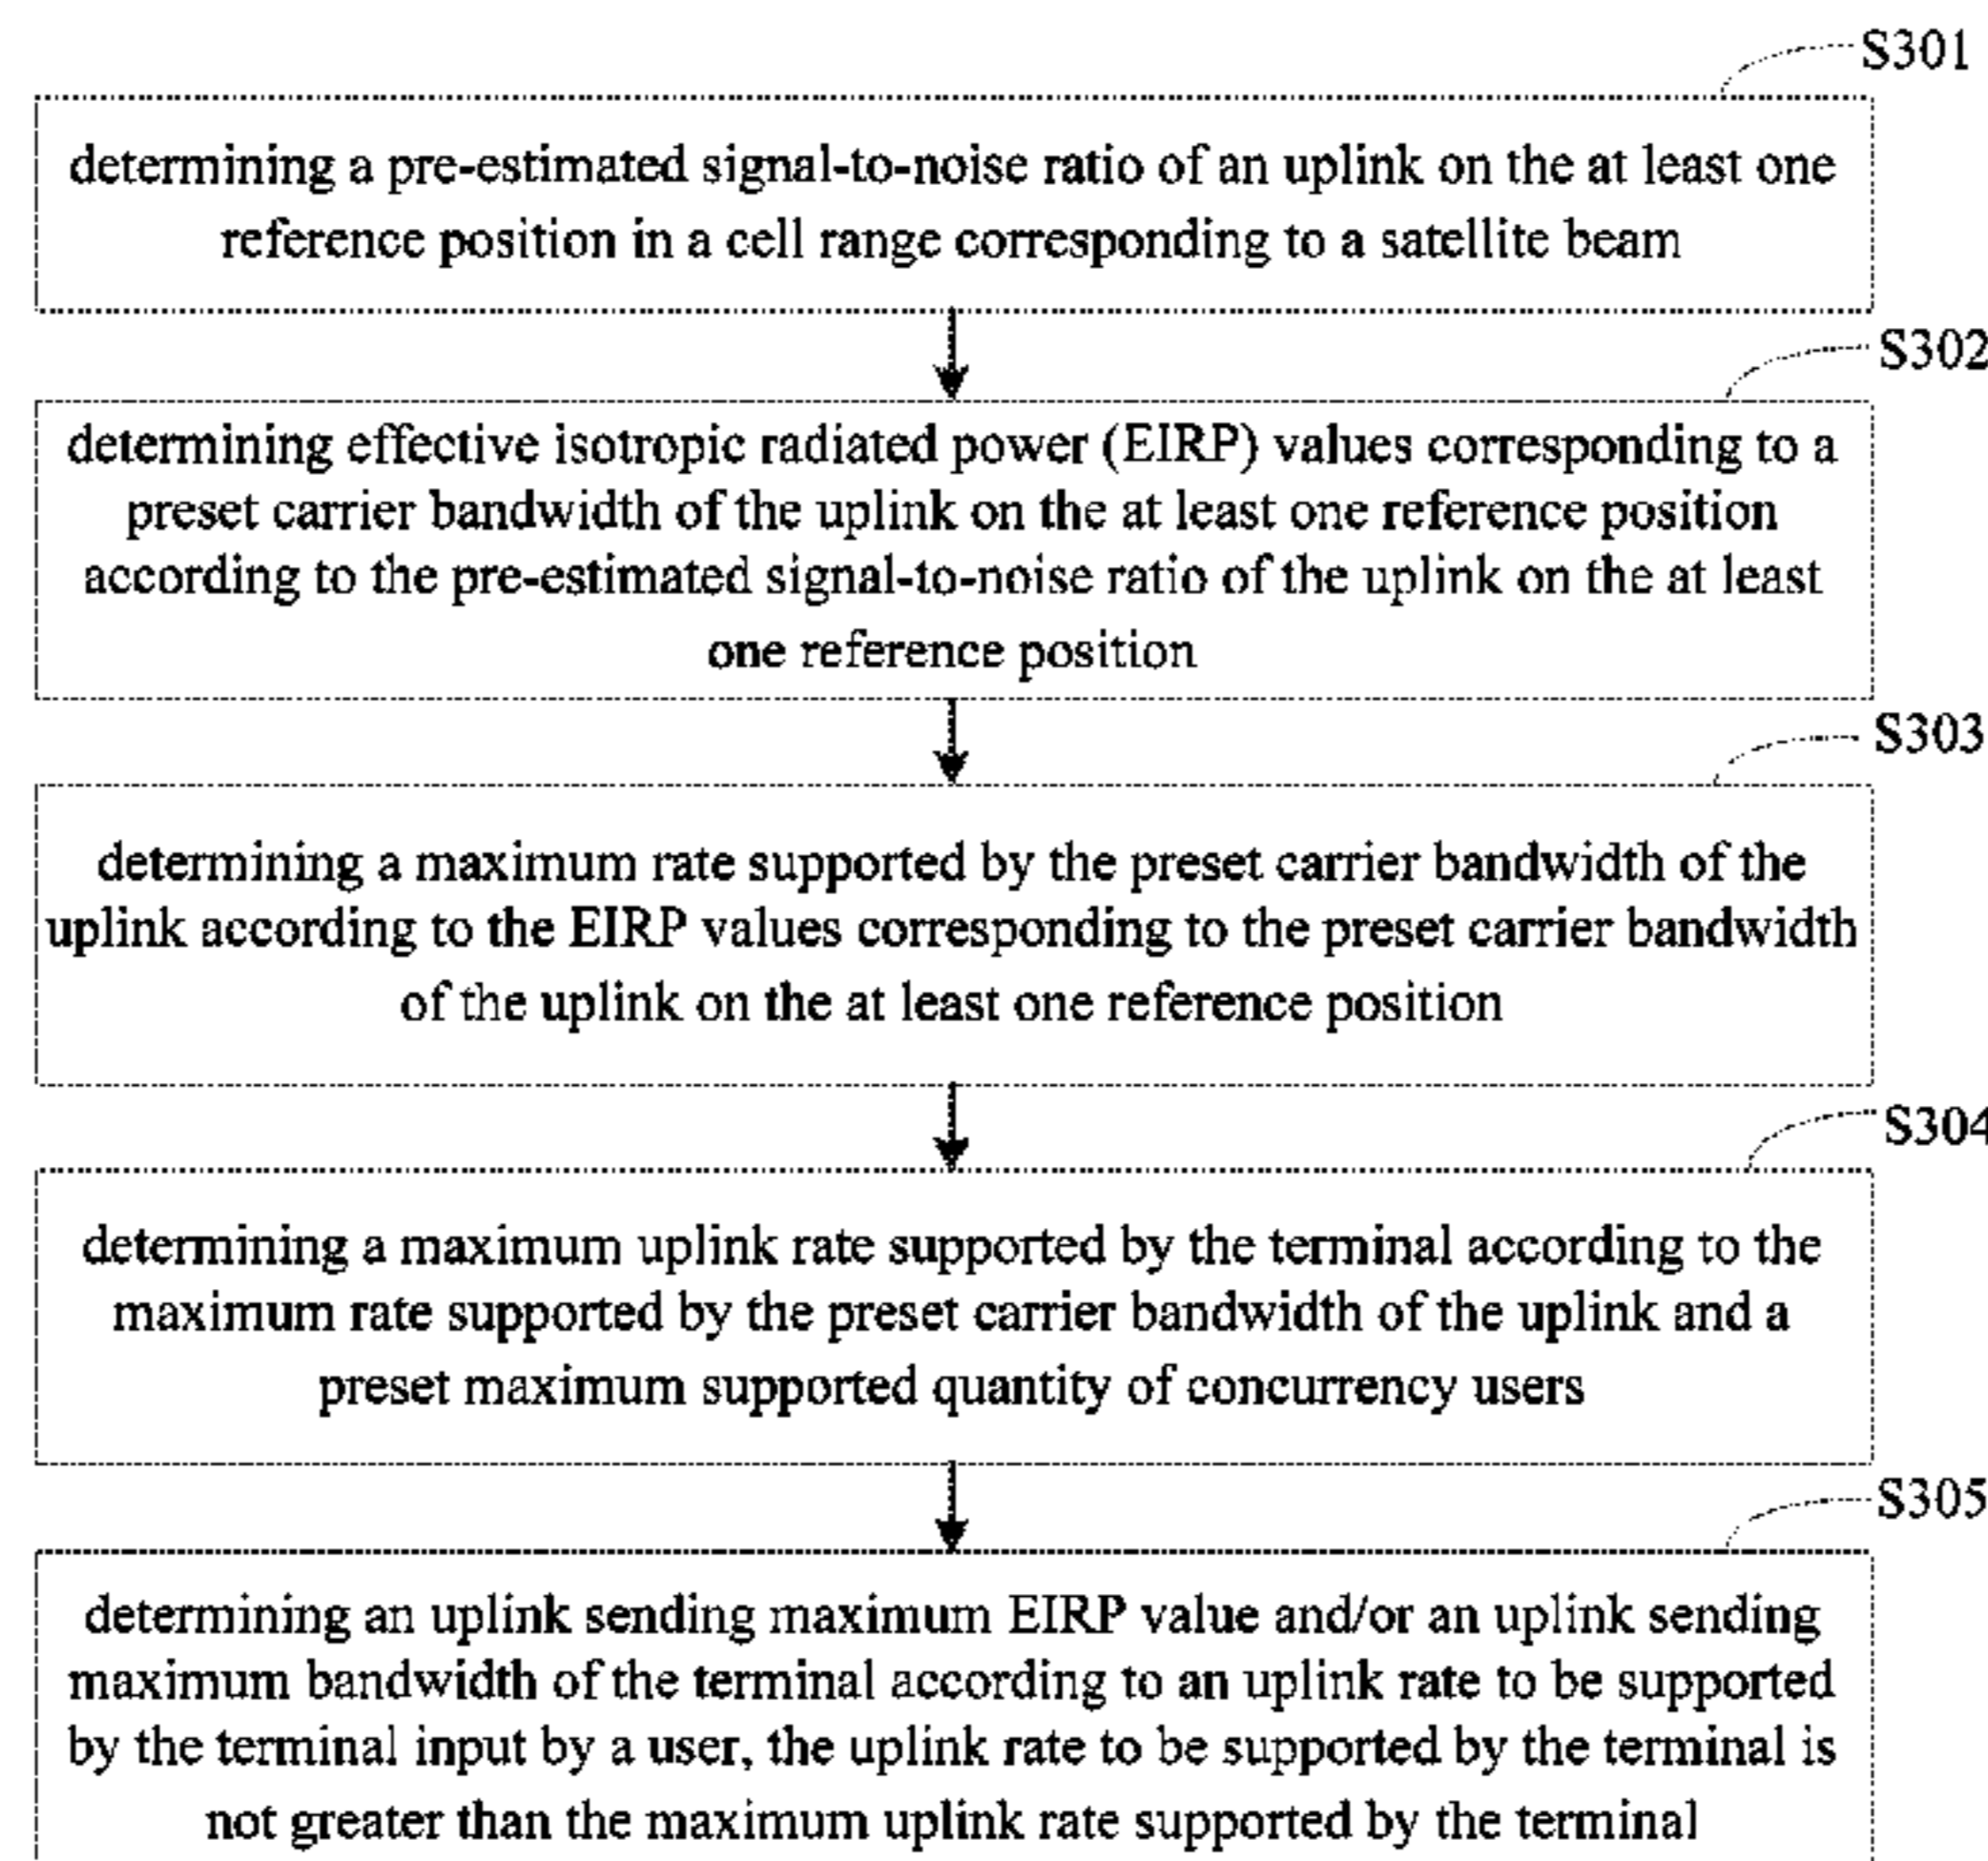 S301
determining a pre-estimated signal-to-noise ratio of an uplink on the at least one
reference position in a cell range corresponding to a satellite beam
S302
determining effective isotropic radiated power (EIRP) values corresponding to a
preset carrier bandwidth of the uplink on the at least one reference position
according to the pre-estimated signal-to-noise ratio of the uplink on the at least
one reference position
S303
determining a maximum rate supported by the preset carrier bandwidth of the
uplink according to the EIRP values corresponding to the preset carrier bandwidth
of the uplink on the at least one reference position
S304
determining a maximum uplink rate supported by the terminal according to the
maximum rate supported by the preset carrier bandwidth of the uplink and a
preset maximum supported quantity of concurrency users
S305
determining an uplink sending maximum EIRP value and/or an uplink sending
maximum bandwidth of the terminal according to an uplink rate to be supported
by the terminal input by a user, the uplink rate to be supported by the terminal is
not greater than the maximum uplink rate supported by the terminal